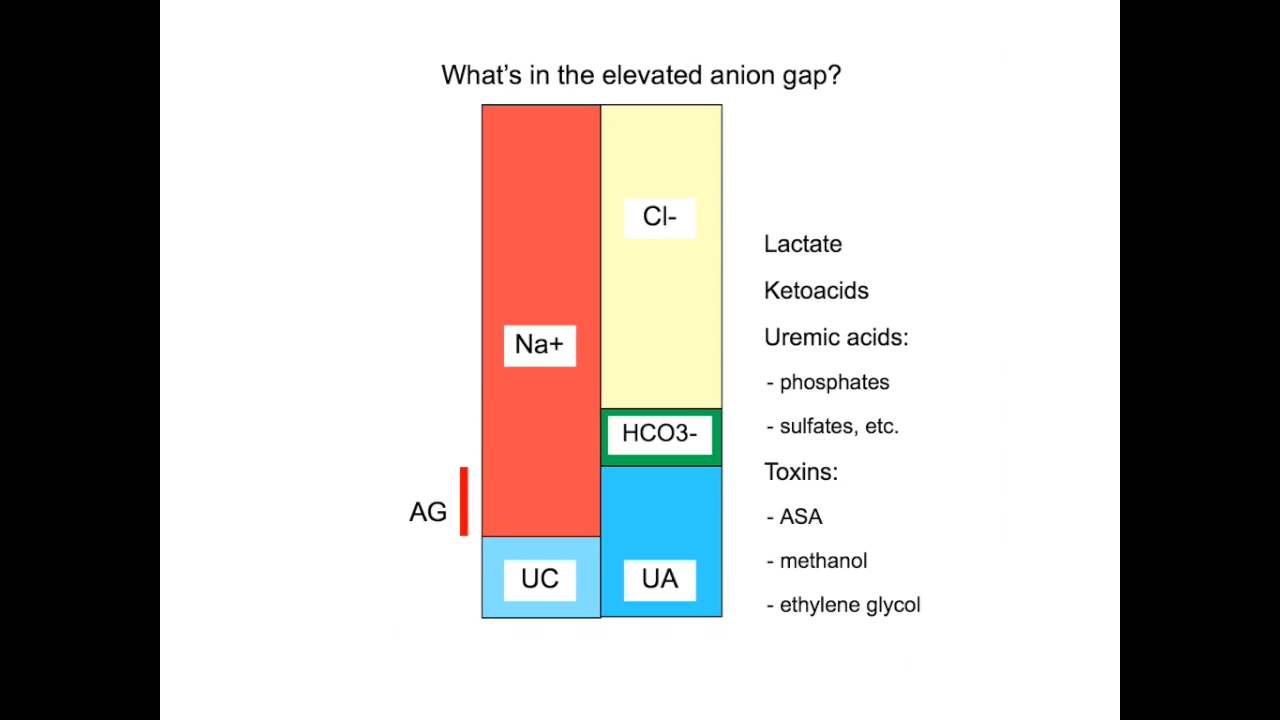 What's in the elevated anion gap?
Cl-
Na+
HCO3-
AG
UC
UA
Lactate
Ketoacids
Uremic acids:
- phosphates
- sulfates, etc.
Toxins:
- ASA
- methanol
- ethylene glycol